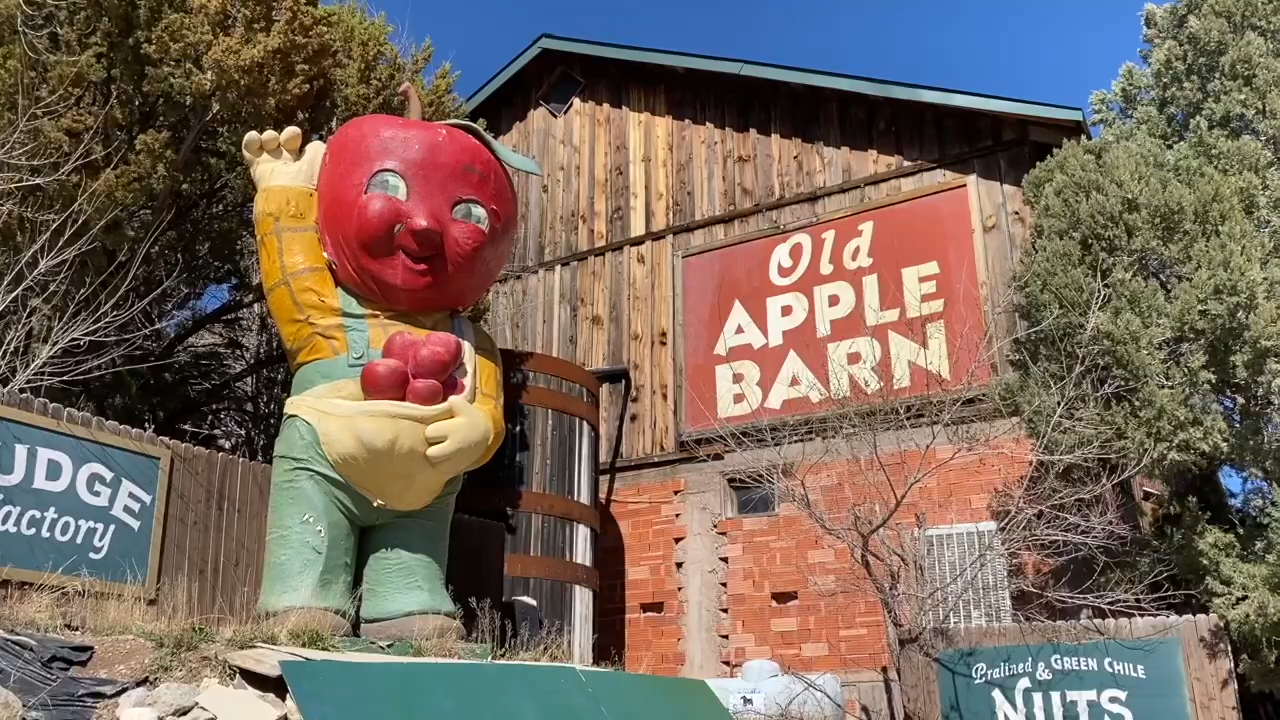 Old
APPLE
BARN
UDGE
actory
Pralined & GREEN CHILE
NUTS